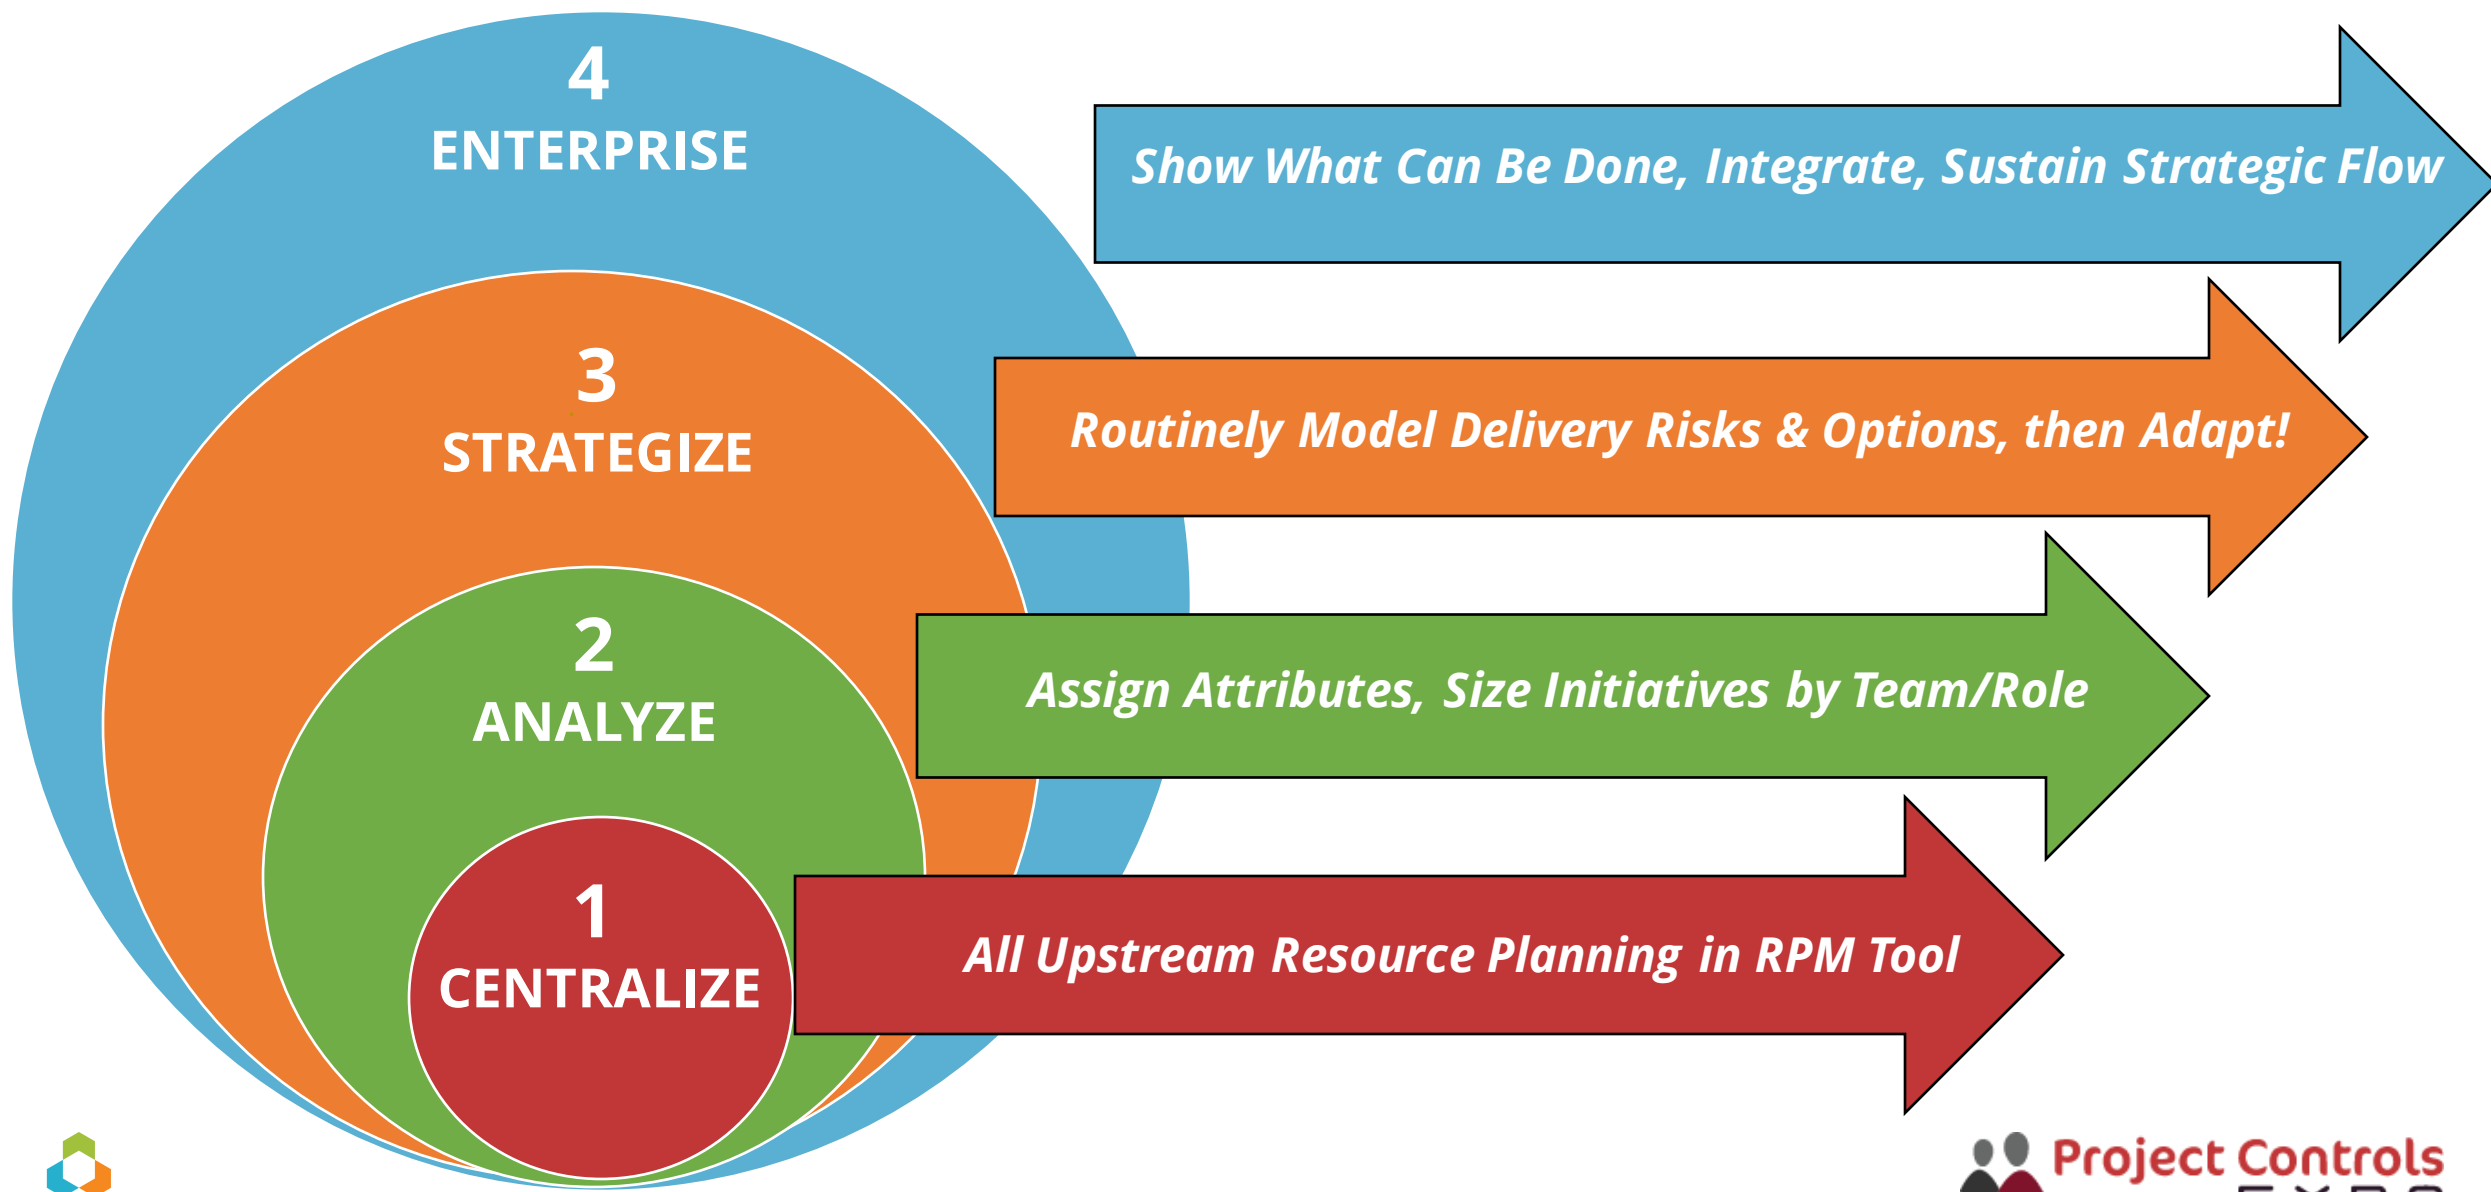 4
ENTERPRISE
Show What Can Be Done, Integrate, Sustain Strategic Flow
3
STRATEGIZE
Routinely Model Delivery Risks & Options, then Adapt!
2
ANALYZE
Assign Attributes, Size Initiatives by Team/Role
1
CENTRALIZE
All Upstream Resource Planning in RPM Tool
Project Controls